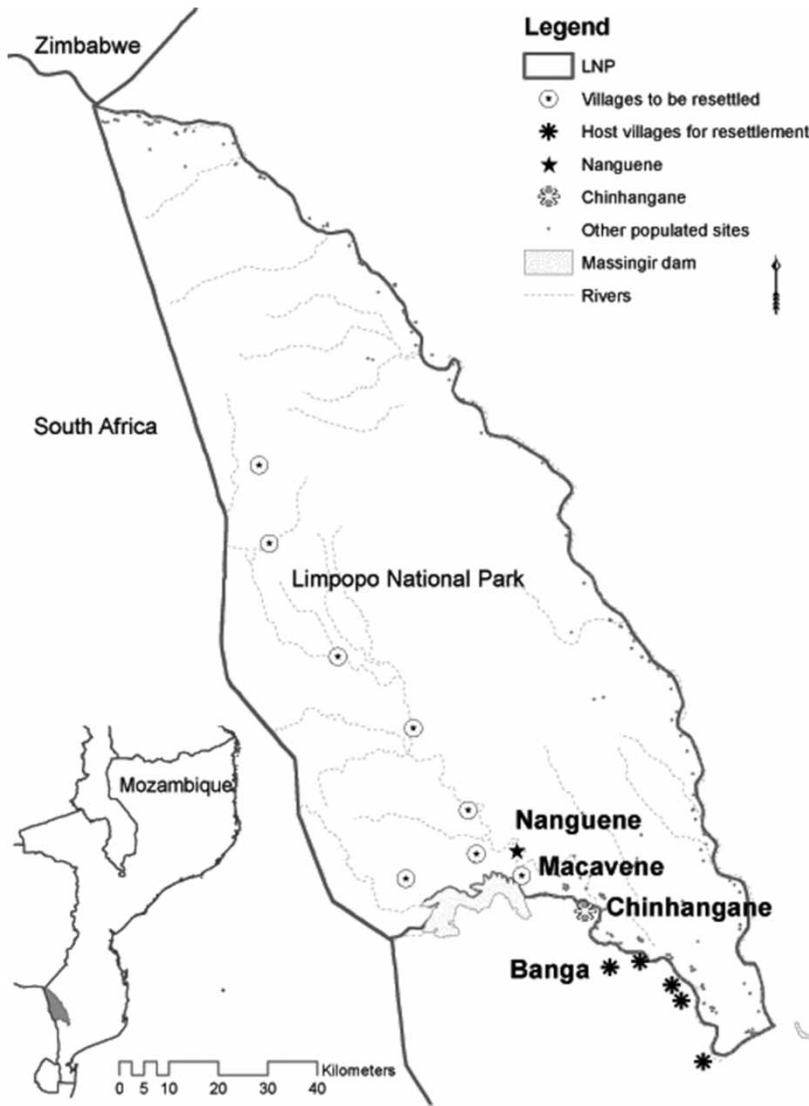 Zimbabwe
Legend
LNP
Villages to be resettled
Host villages for resettlement
Nanguene
Chinhangane
Other populated sites
Massingir dam
Rivers
South Africa
Limpopo National Park
Mozambique
Nanguene
Macavene
Chinhangane
Banga
Kilometers
0 5 10 20 30 40